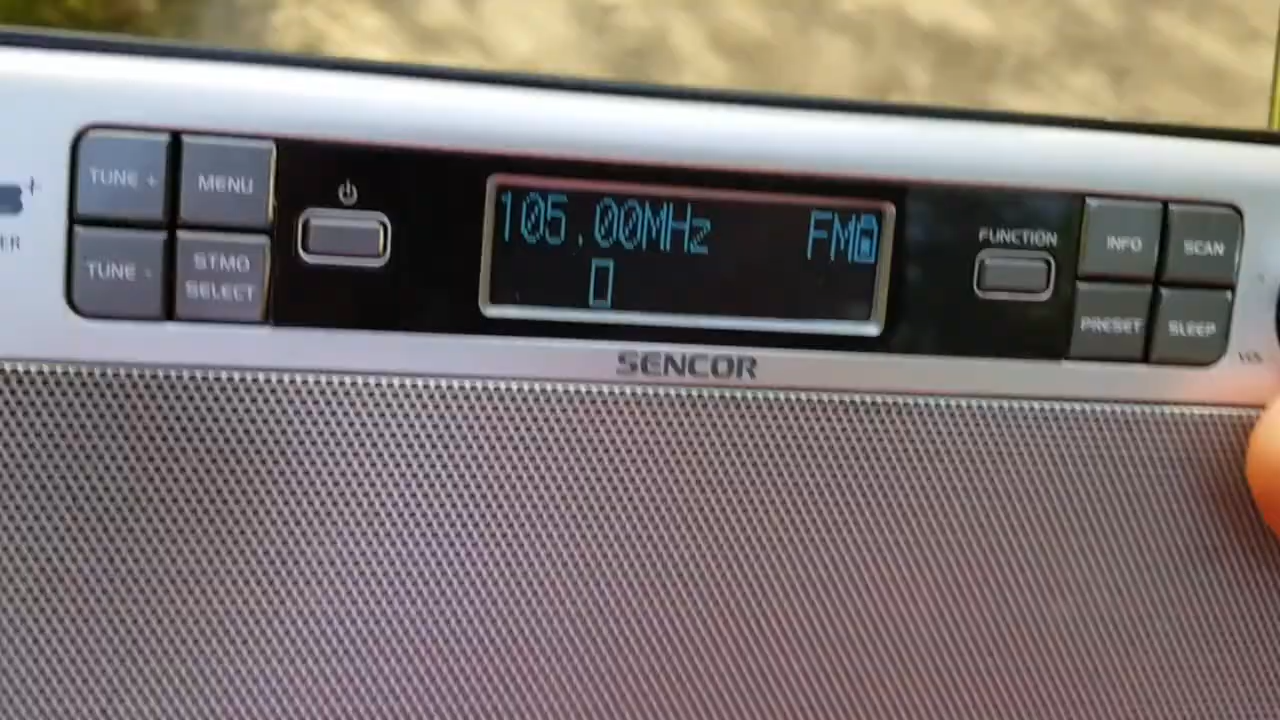 TUNE +
MENU
TUNE -
STMO
SELECT
105.00MHz FM
FUNCTION
INFO
SCAN
PRESET
SLEEP
SENCOR